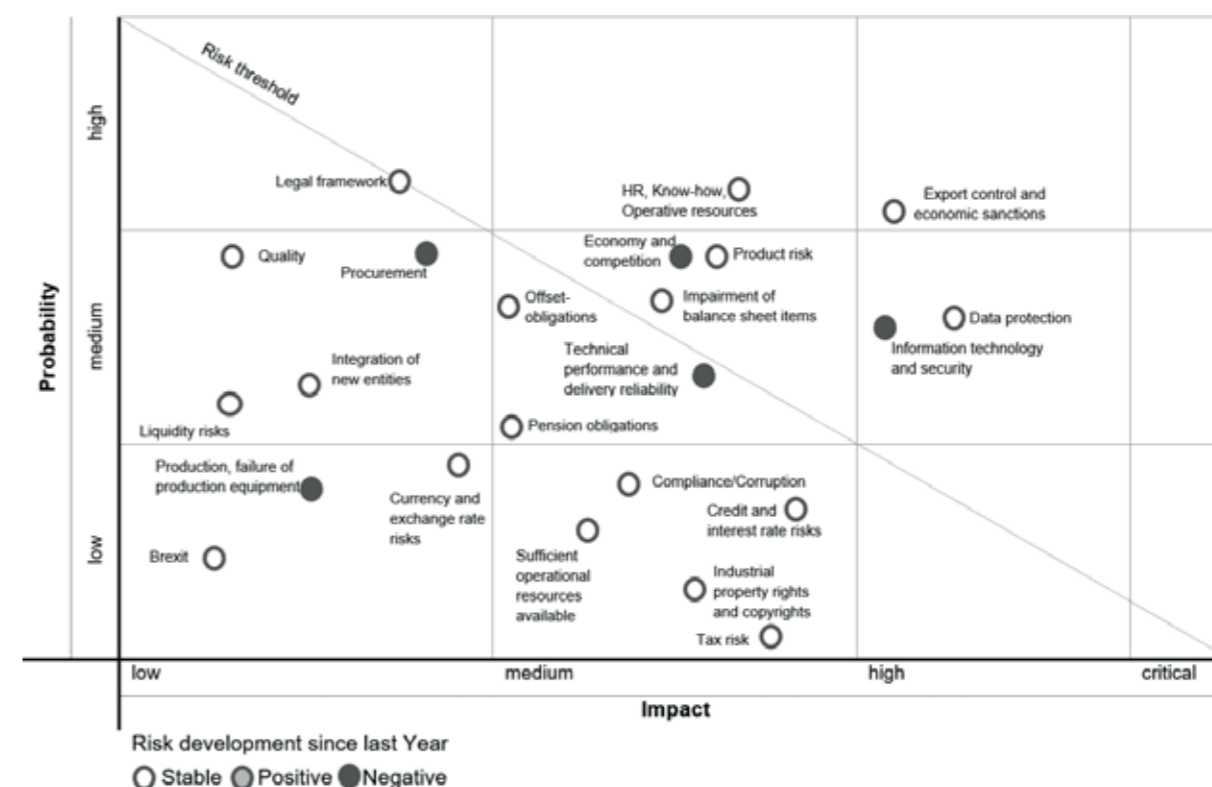 Risk threshold
high
Legal framework
HR, Know-how,
Operative resources
Export control and
economic sanctions
Quality
Procurement
Economy and
competition
Product risk
Offset-
obligations
Impairment of
balance sheet items
Data protection
Information technology
and security
Probability
medium
Integration of
new entities
Technical
performance and
delivery reliability
Liquidity risks
Pension obligations
Production, failure of
production equipment
Currency and
exchange rate
risks
Compliance/Corruption
Credit and
interest rate risks
low
Brexit
Sufficient
operational
resources
available
Industrial
property rights
and copyrights
Tax risk
low
medium
high
critical
Impact
Risk development since last Year
Stable Positive Negative